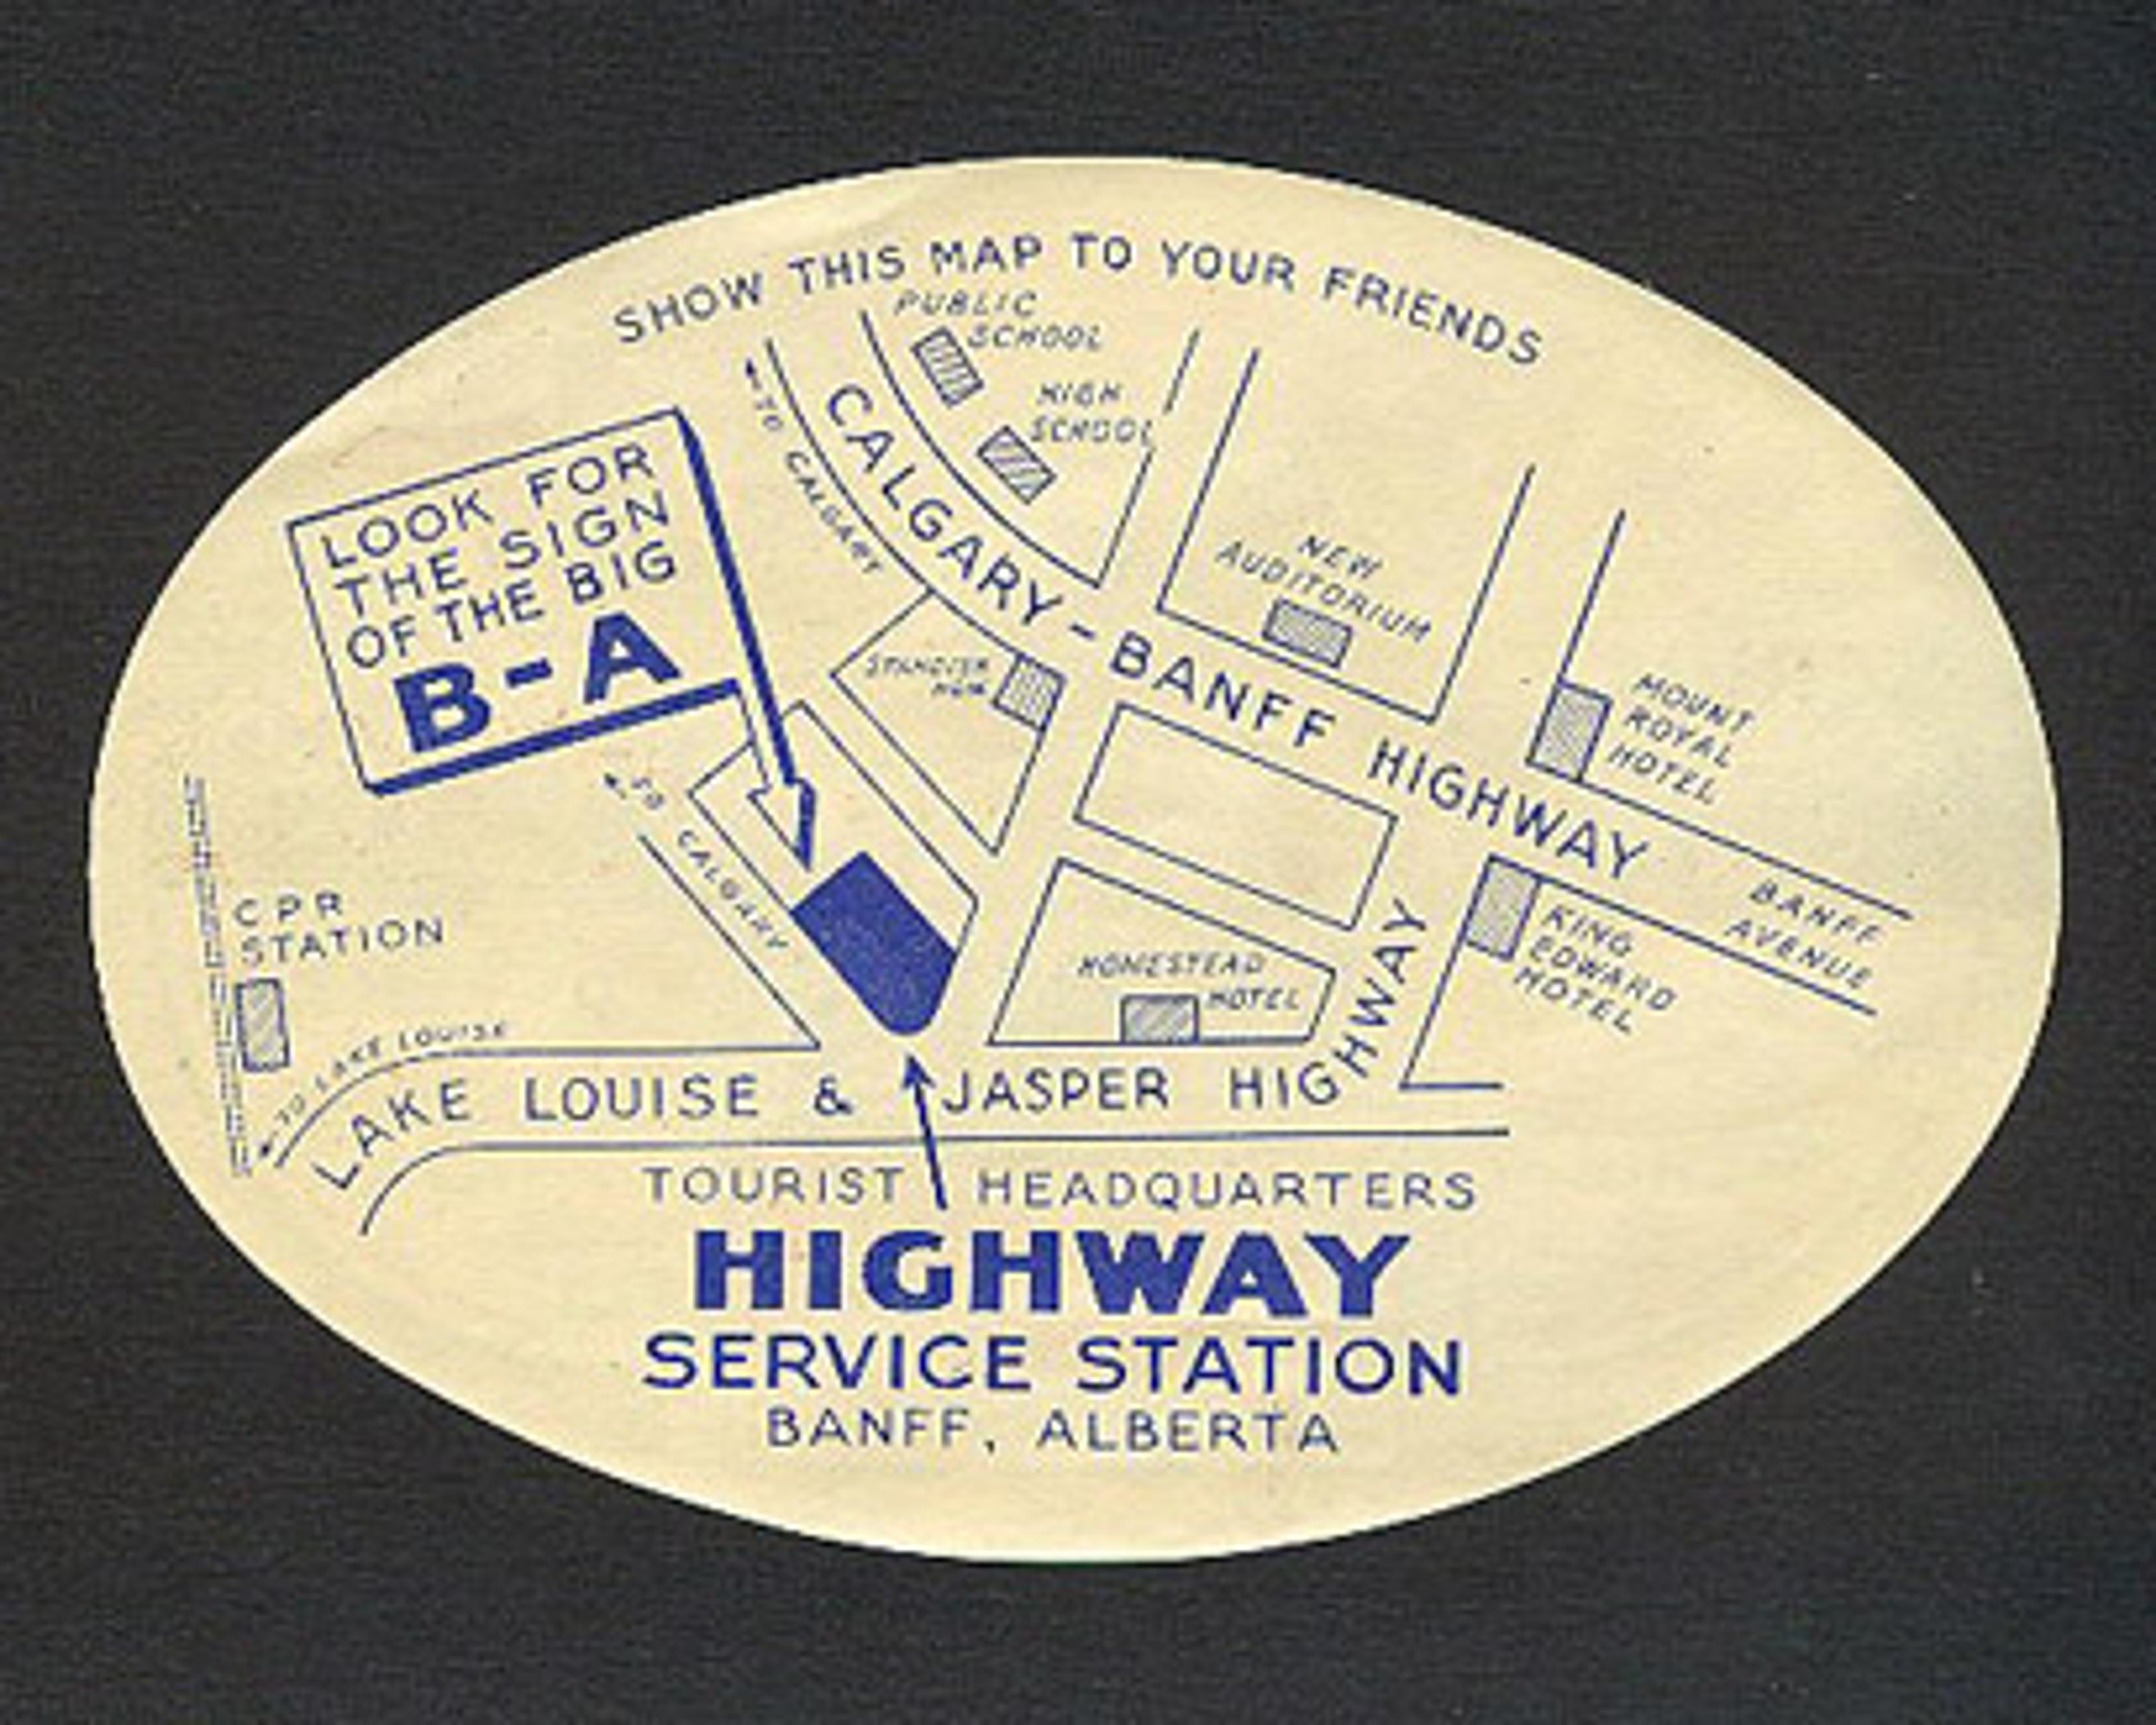 SHOW THIS MAP TO YOUR FRIENDS
PUBLIC
SCHOOL
HIGH
SCHOOL
CALGARY-BANFF HIGHWAY
TO CALGARY
LOOK FOR
THE SIGN
OF THE BIG
B-A
NEW
AUDITORIUM
MOUNT
ROYAL
HOTEL
TO CALGARY
BANFF
AVENUE
KING
EDWARD
HOTEL
HOMESTEAD
HOTEL
CPR
STATION
TO LAKE LOUISE
LAKE LOUISE & JASPER HIGHWAY
TOURIST HEADQUARTERS
HIGHWAY
SERVICE STATION
BANFF, ALBERTA